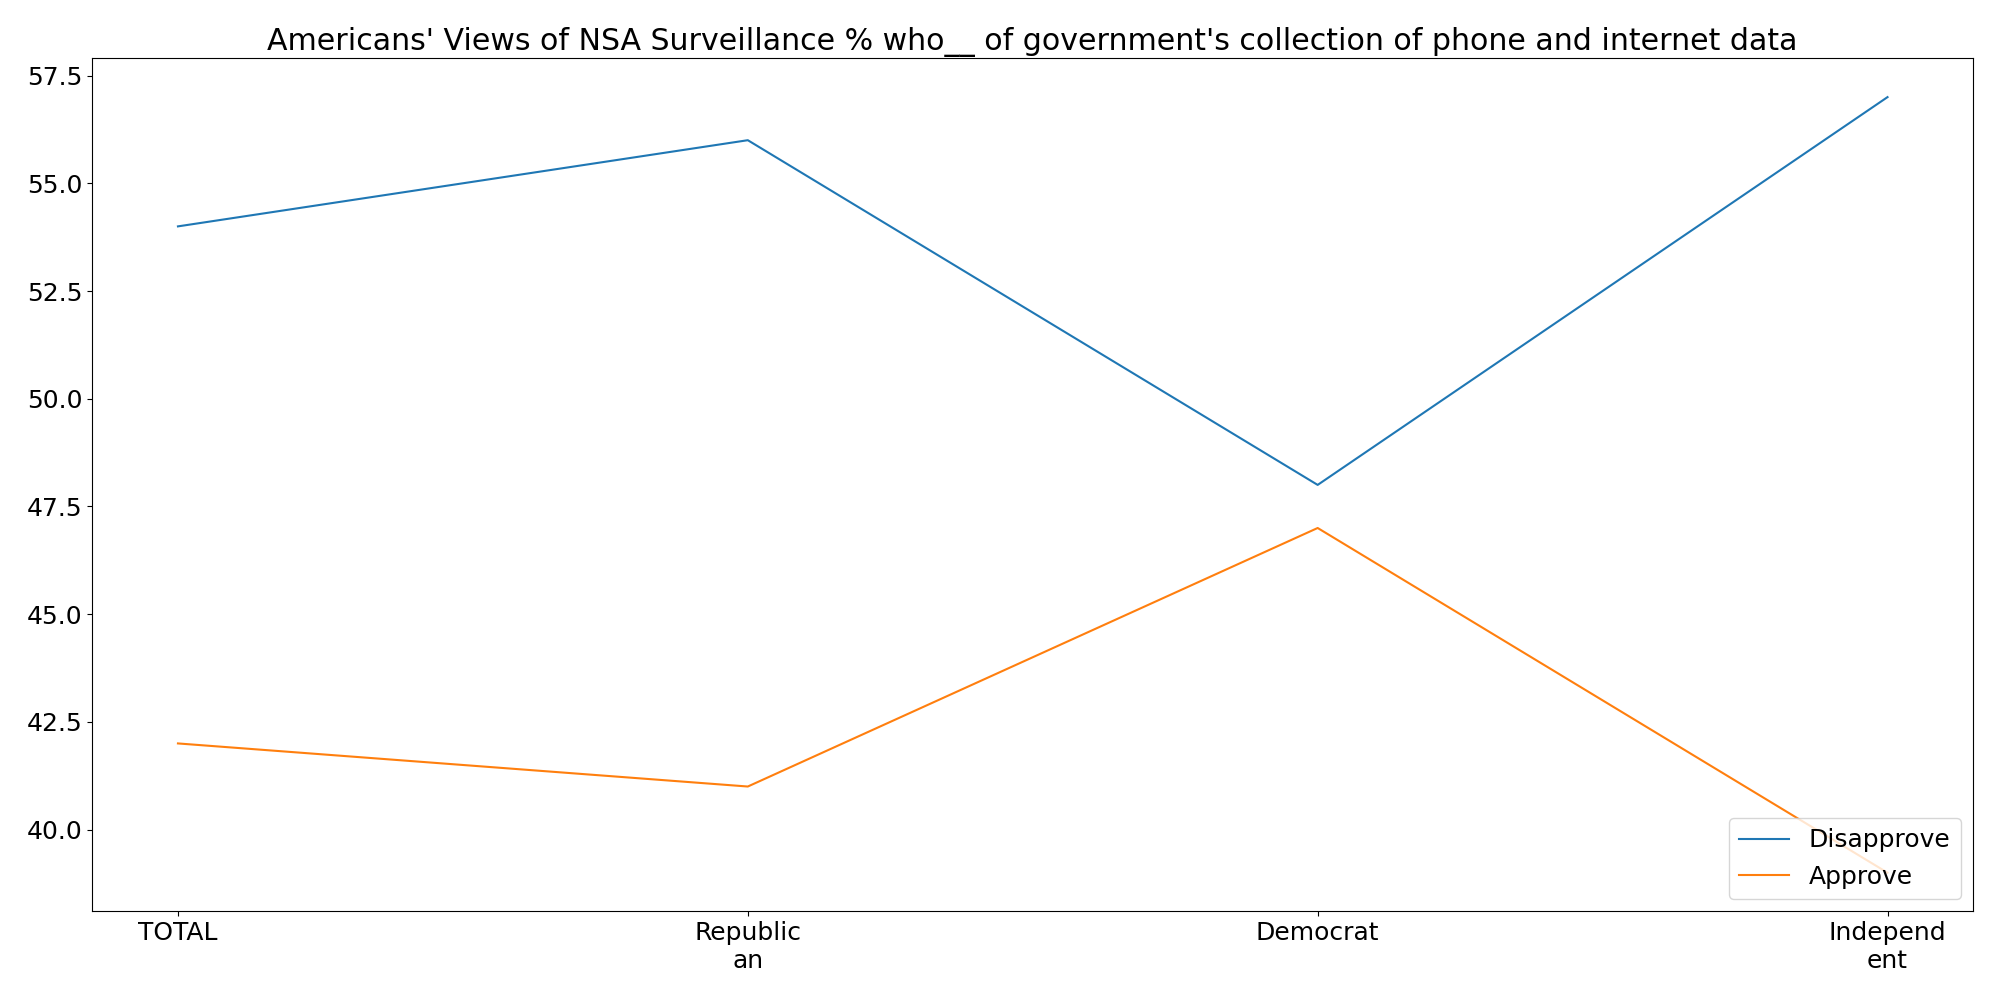 Americans' Views of NSA Surveillance % who__ of government's collection of phone and internet data
57.5
55.0
52.5
50.0
47.5
45.0
42.5
40.0
Disapprove
Approve
TOTAL
Republic
an
Democrat
Independ
ent